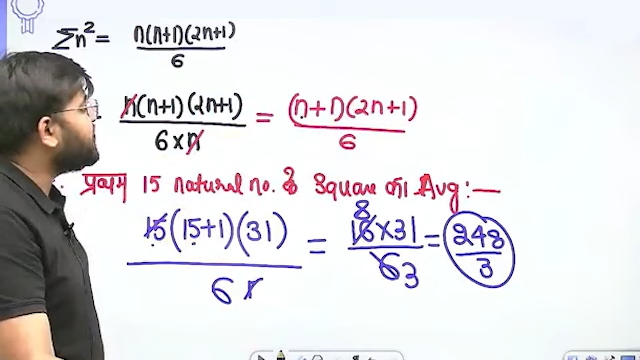 Σn² = n(n+1)(2n+1)/6
n(n+1)(2n+1)/6×n = (n+1)(2n+1)/6
प्रथम 15 natural no. के Square का Avg:—
15(15+1)(31)/6 = 8 16×31/6 3 = 248/3